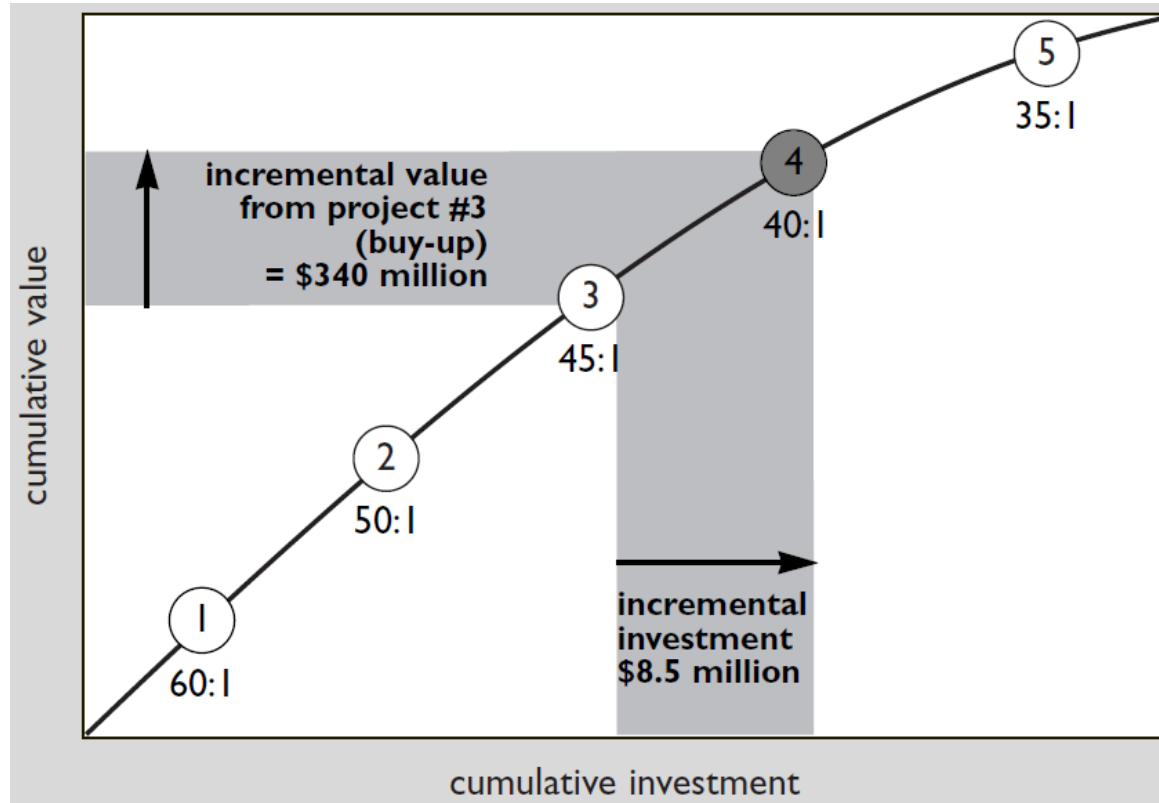 5
35:1
incremental value
from project #3
(buy-up)
= $340 million
4
40:1
3
45:1
cumulative value
2
50:1
incremental
investment
$8.5 million
1
60:1
cumulative investment